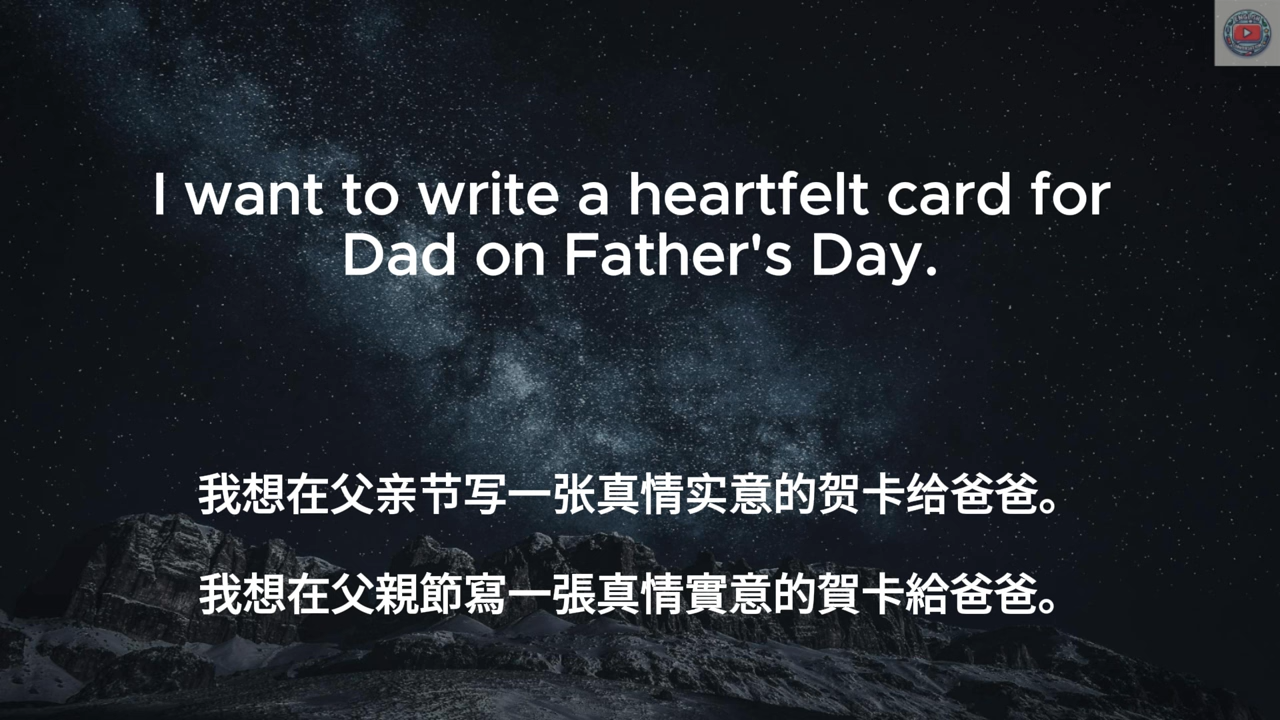 I want to write a heartfelt card for
Dad on Father's Day.
我想在父亲节写一张真情实意的贺卡给爸爸。
我想在父親節寫一張真情實意的賀卡給爸爸。